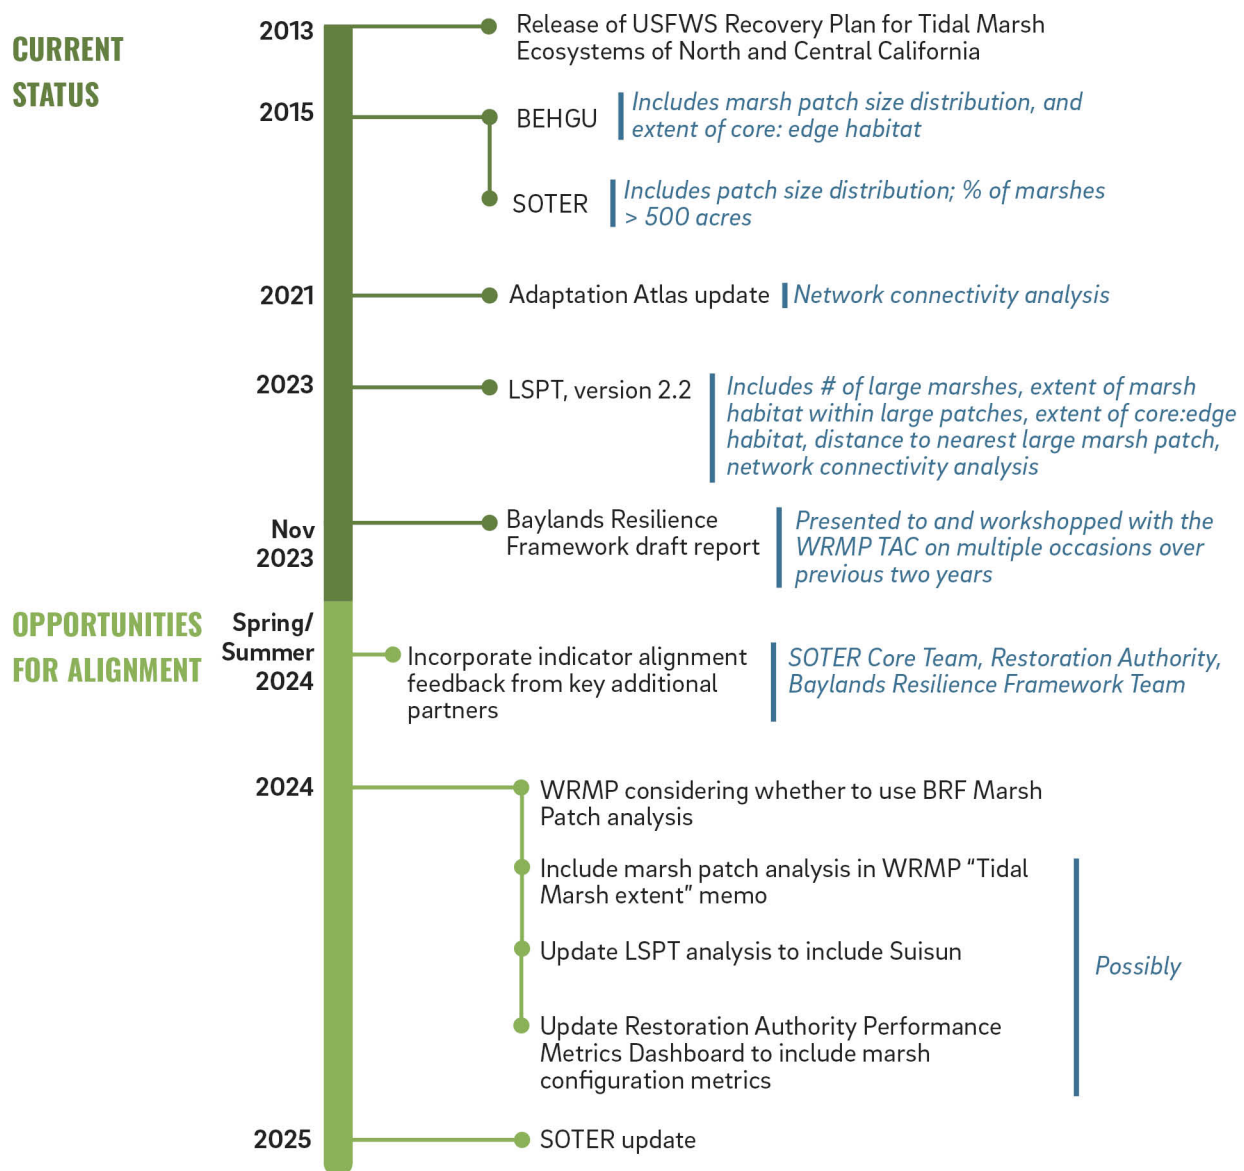 CURRENT
STATUS
2013
Release of USFWS Recovery Plan for Tidal Marsh
Ecosystems of North and Central California
2015
BEHGU
Includes marsh patch size distribution, and
extent of core: edge habitat
SOTER
Includes patch size distribution; % of marshes
> 500 acres
2021
Adaptation Atlas update
Network connectivity analysis
2023
LSPT, version 2.2
Includes # of large marshes, extent of marsh
habitat within large patches, extent of core:edge
habitat, distance to nearest large marsh patch,
network connectivity analysis
Nov
2023
Baylands Resilience
Framework draft report
Presented to and workshopped with the
WRMP TAC on multiple occasions over
previous two years
OPPORTUNITIES
FOR ALIGNMENT
Spring/
Summer
2024
Incorporate indicator alignment
feedback from key additional
partners
SOTER Core Team, Restoration Authority,
Baylands Resilience Framework Team
2024
WRMP considering whether to use BRF Marsh
Patch analysis
Include marsh patch analysis in WRMP “Tidal
Marsh extent” memo
Update LSPT analysis to include Suisun
Update Restoration Authority Performance
Metrics Dashboard to include marsh
configuration metrics
Possibly
2025
SOTER update